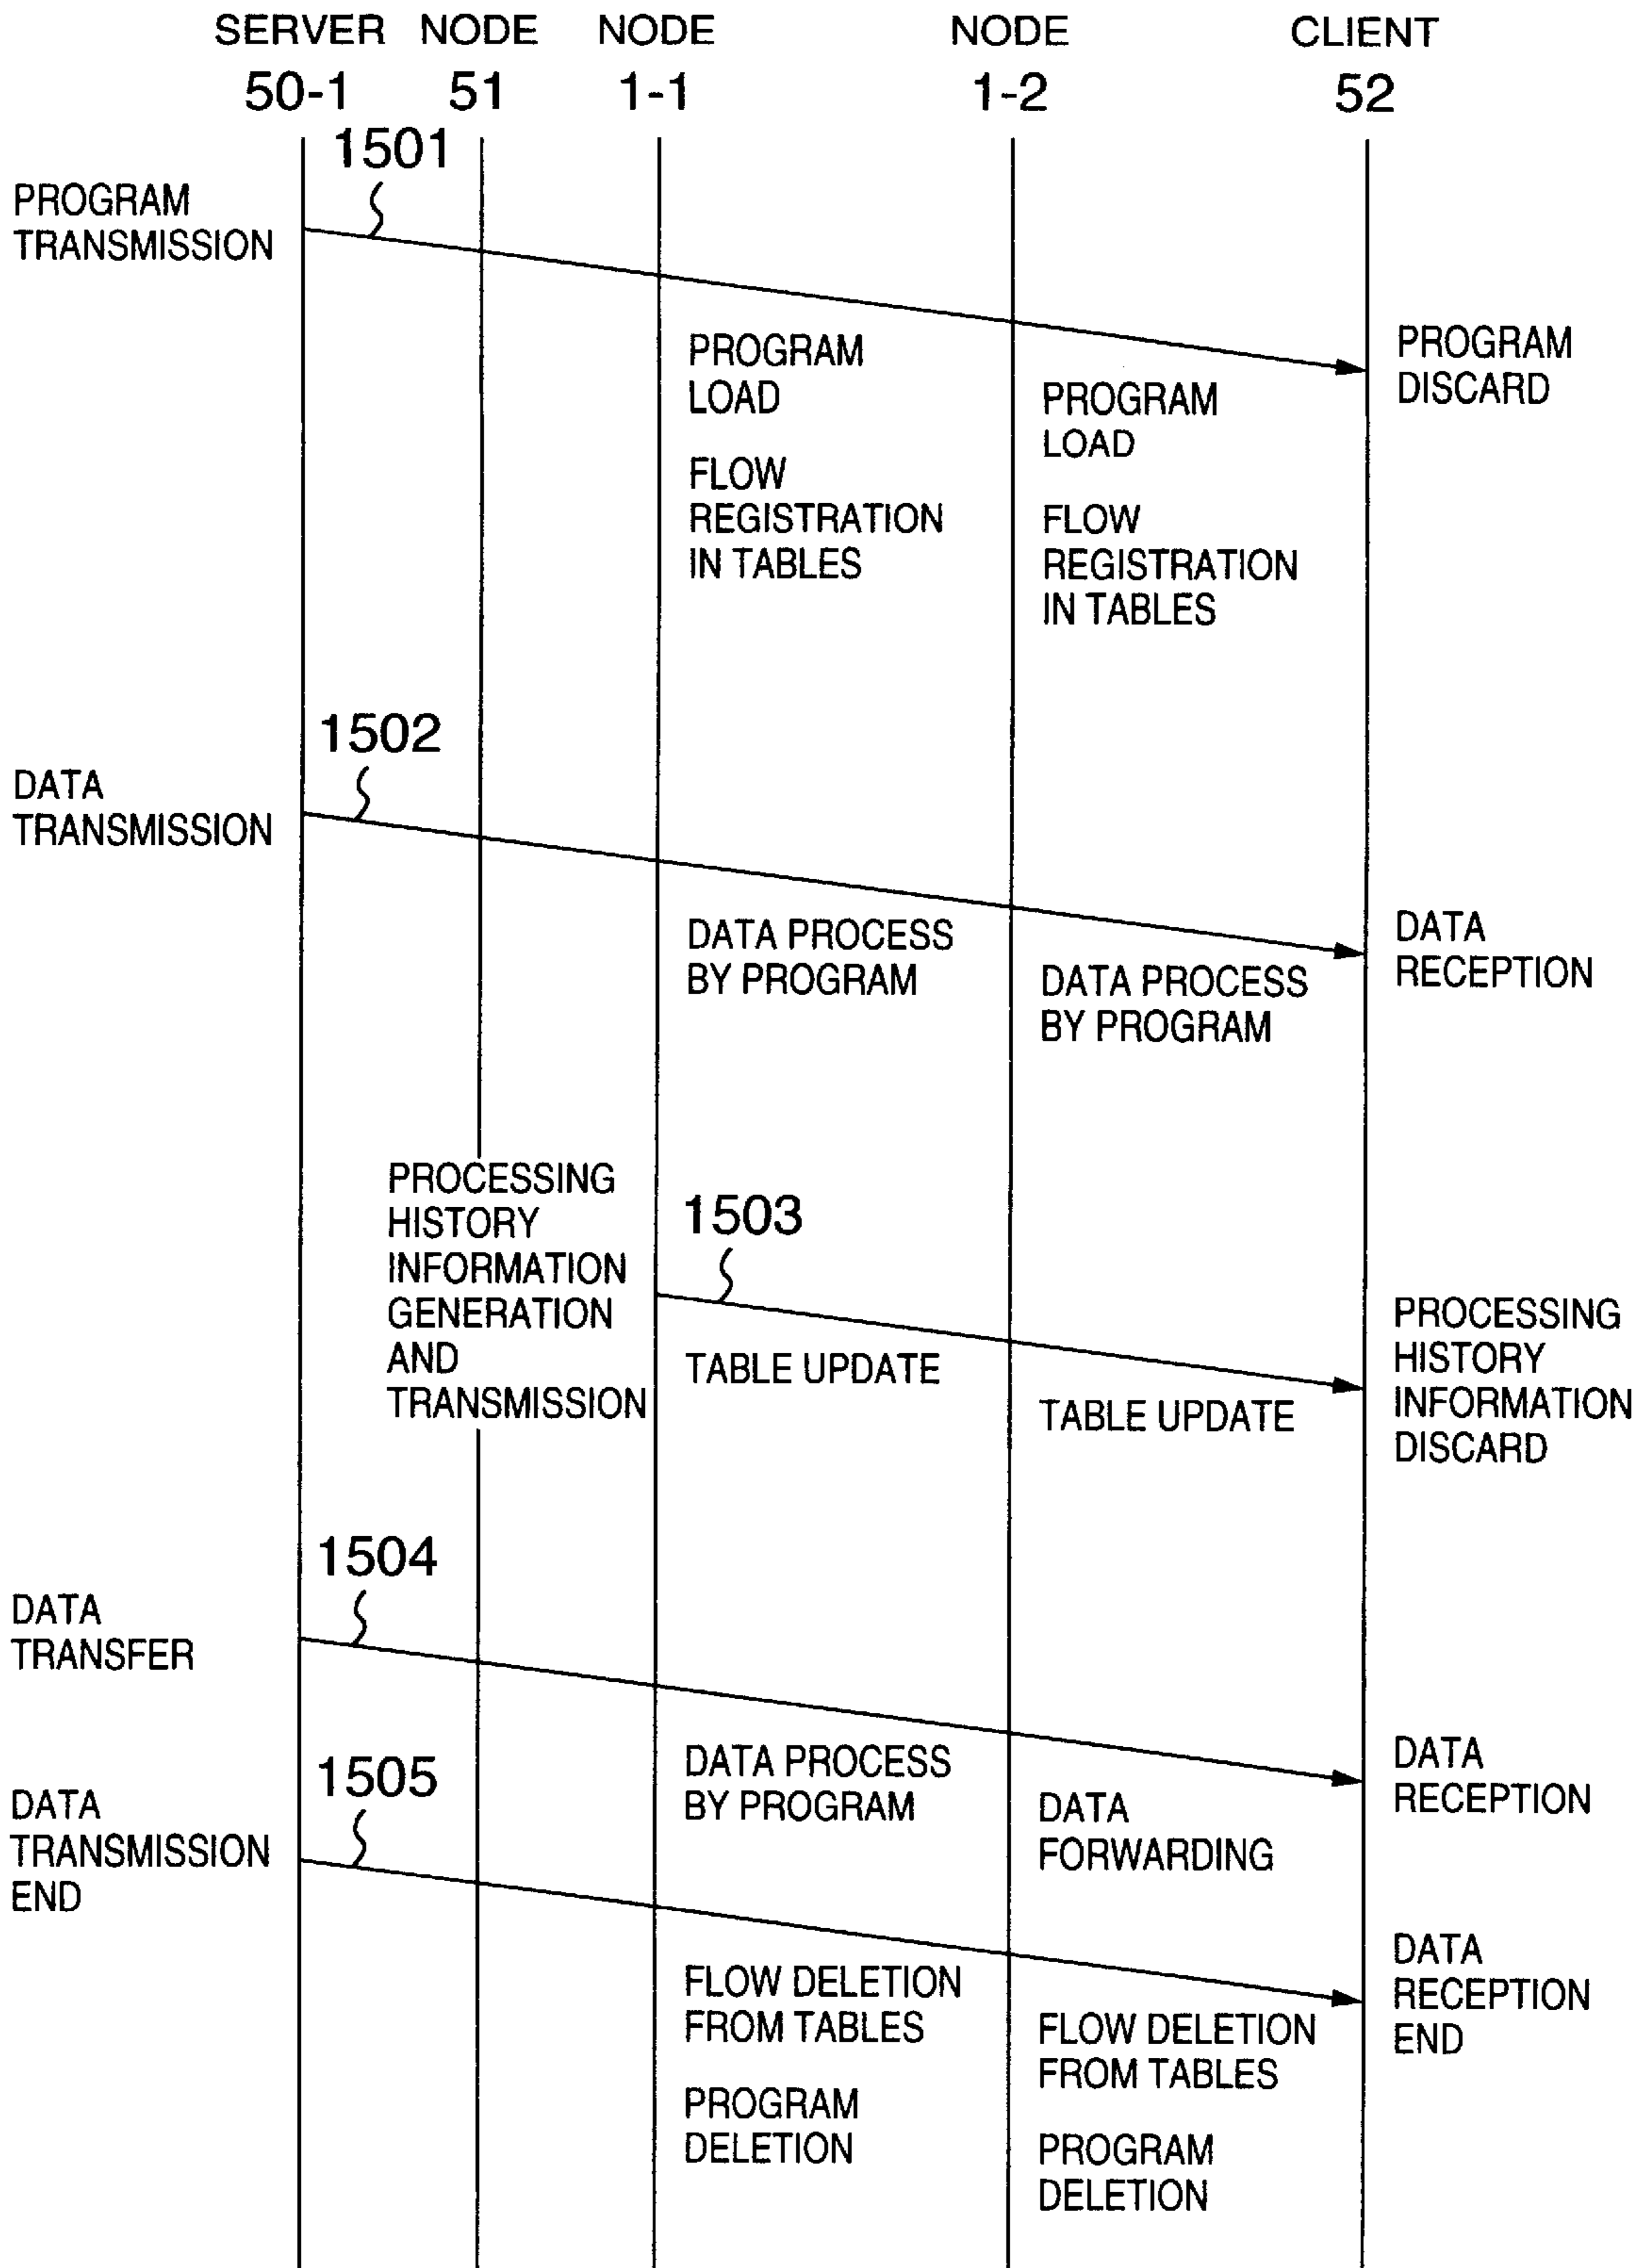 SERVER NODE NODE NODE CLIENT
50-1 51 1-1 1-2 52
1501
PROGRAM
TRANSMISSION
PROGRAM
LOAD
FLOW
REGISTRATION
IN TABLES
PROGRAM
LOAD
FLOW
REGISTRATION
IN TABLES
PROGRAM
DISCARD
1502
DATA
TRANSMISSION
DATA PROCESS
BY PROGRAM
DATA PROCESS
BY PROGRAM
DATA
RECEPTION
PROCESSING
HISTORY
INFORMATION
GENERATION
AND
TRANSMISSION
1503
TABLE UPDATE
TABLE UPDATE
PROCESSING
HISTORY
INFORMATION
DISCARD
1504
DATA
TRANSFER
DATA PROCESS
BY PROGRAM
DATA
FORWARDING
DATA
RECEPTION
1505
DATA
TRANSMISSION
END
FLOW DELETION
FROM TABLES
PROGRAM
DELETION
FLOW DELETION
FROM TABLES
PROGRAM
DELETION
DATA
RECEPTION
END